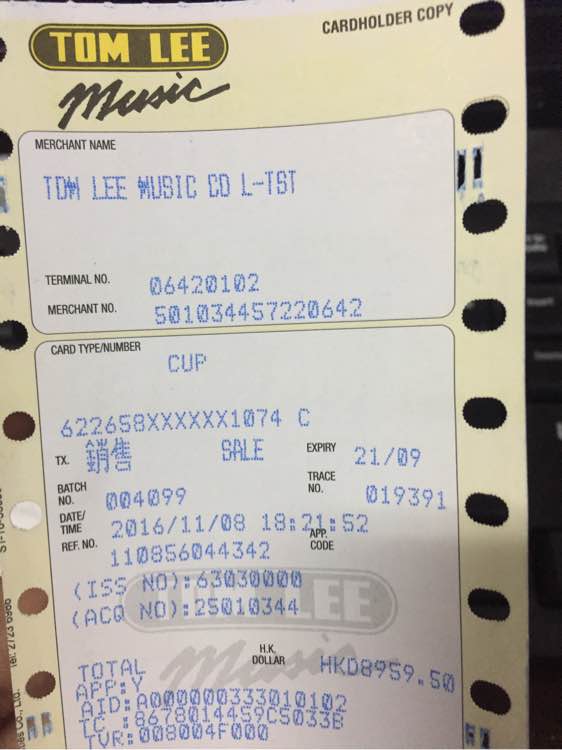 CARDHOLDER COPY
TOM LEE
Music
MERCHANT NAME
TOM LEE MUSIC CO L-TST
TERMINAL NO. 06420102
MERCHANT NO. 501034457220642
CARD TYPE/NUMBER
CUP
622658XXXXXX1074 C
TX. 銷售 SALE EXPIRY 21/09
BATCH NO. 004099 TRACE NO. 019391
DATE/TIME 2016/11/08 18:21:52
REF. NO. 110856044342 APP. CODE
(ISS NO):63030000
(ACQ NO):25010344
TOM LEE
Music
TOTAL H.K. DOLLAR HKD8959.50
APP:Y
AID:A000000333010102
TC :8678014459C5033B
TVR:008004F000